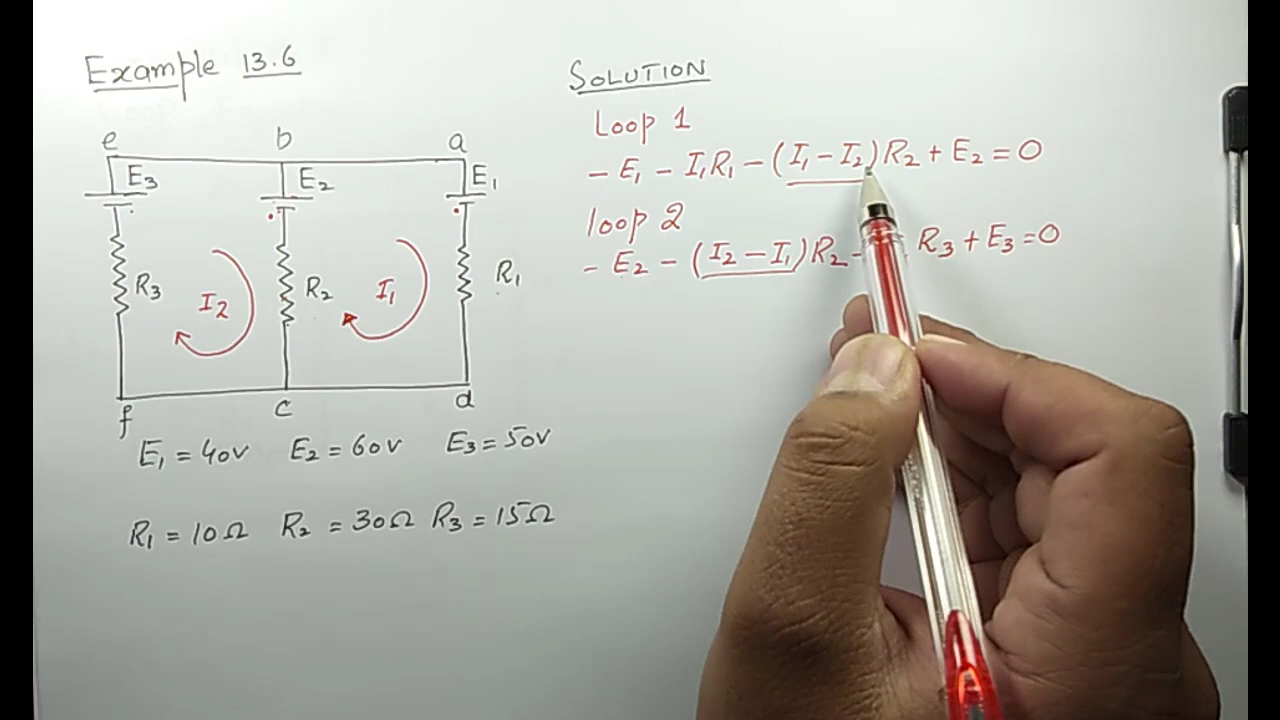 Example 13.6
e b a
E3 E2 E1
R3 I2 R2 I1 R1
f c d
E1 = 40V E2 = 60V E3 = 50V
R1 = 10Ω R2 = 30Ω R3 = 15Ω
SOLUTION
Loop 1
- E1 - I1R1 - (I1 - I2)R2 + E2 = 0
loop 2
- E2 - (I2 - I1)R2 - R3 + E3 = 0